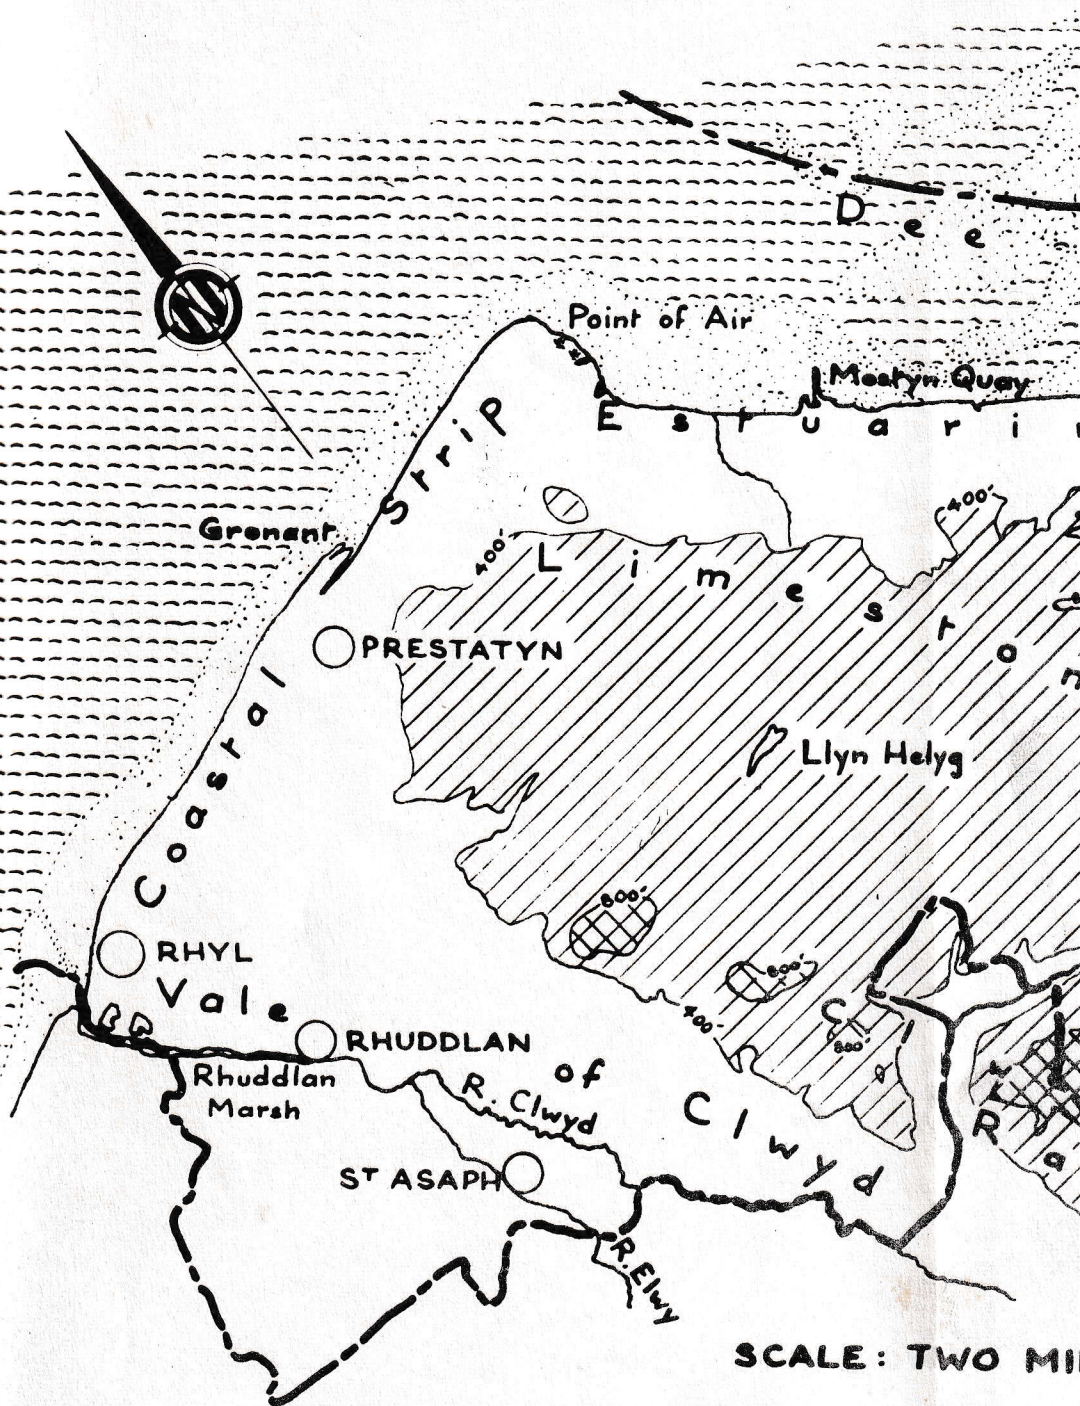 N
Dee
Point of Air
Mostyn Quay
Estuari
Coastal Strip
Gronant
400'
400'
Limeston
PRESTATYN
Llyn Helyg
800'
800'
800'
400'
RHYL
Vale of Clwyd
RHUDDLAN
Rhuddlan
Marsh
R. Clwyd
ST ASAPH
R. Elwy
Ra
SCALE: TWO MI